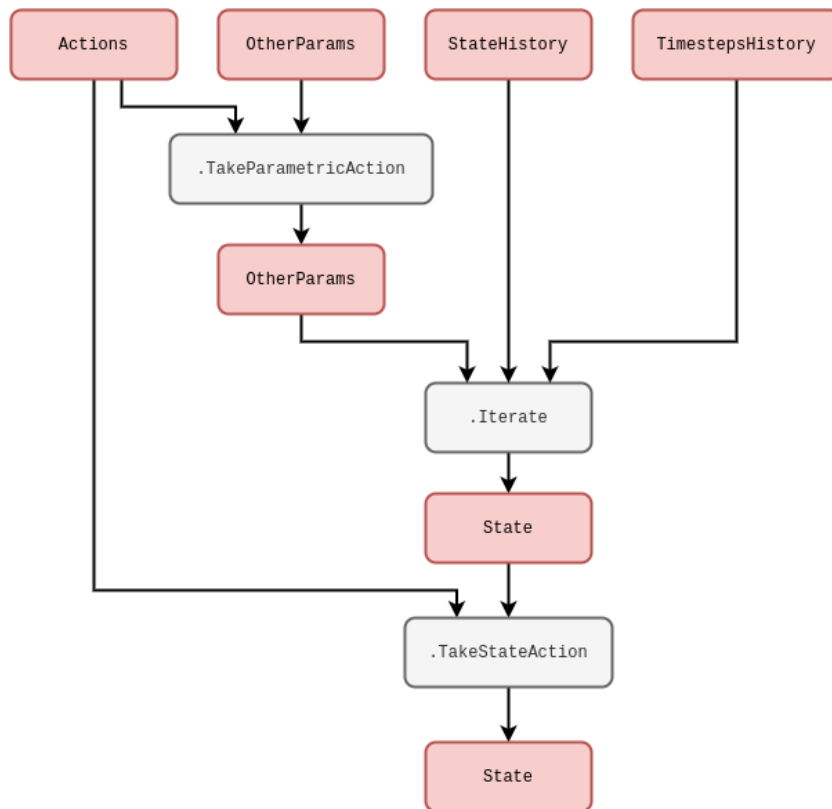 Actions
OtherParams
StateHistory
TimestepsHistory
.TakeParametricAction
OtherParams
.Iterate
State
.TakeStateAction
State